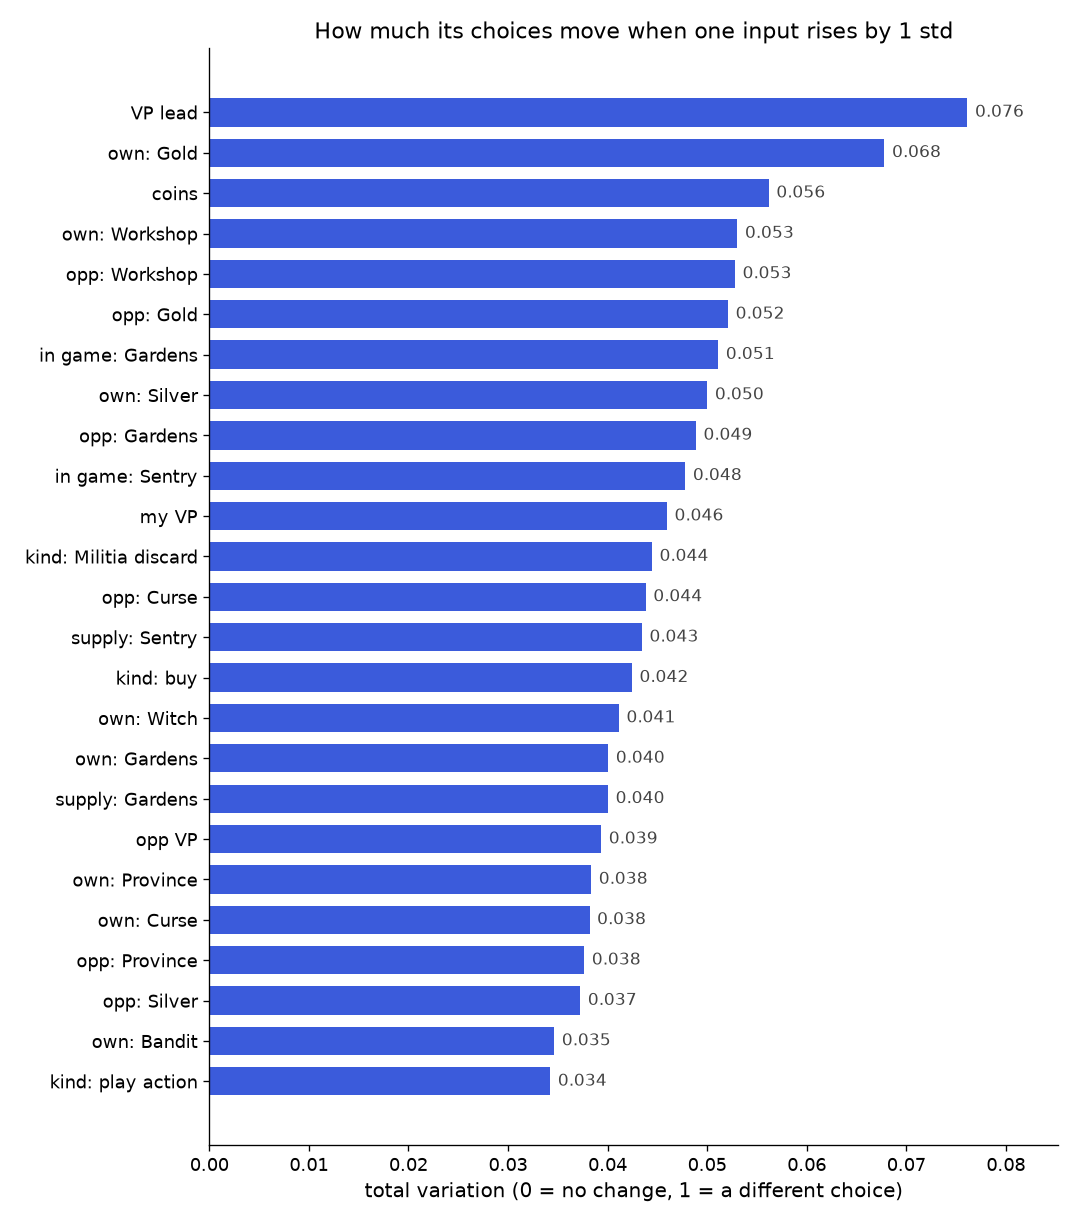 How much its choices move when one input rises by 1 std
VP lead 0.076
own: Gold 0.068
coins 0.056
own: Workshop 0.053
opp: Workshop 0.053
opp: Gold 0.052
in game: Gardens 0.051
own: Silver 0.050
opp: Gardens 0.049
in game: Sentry 0.048
my VP 0.046
kind: Militia discard 0.044
opp: Curse 0.044
supply: Sentry 0.043
kind: buy 0.042
own: Witch 0.041
own: Gardens 0.040
supply: Gardens 0.040
opp VP 0.039
own: Province 0.038
own: Curse 0.038
opp: Province 0.038
opp: Silver 0.037
own: Bandit 0.035
kind: play action 0.034
0.00 0.01 0.02 0.03 0.04 0.05 0.06 0.07 0.08
total variation (0 = no change, 1 = a different choice)